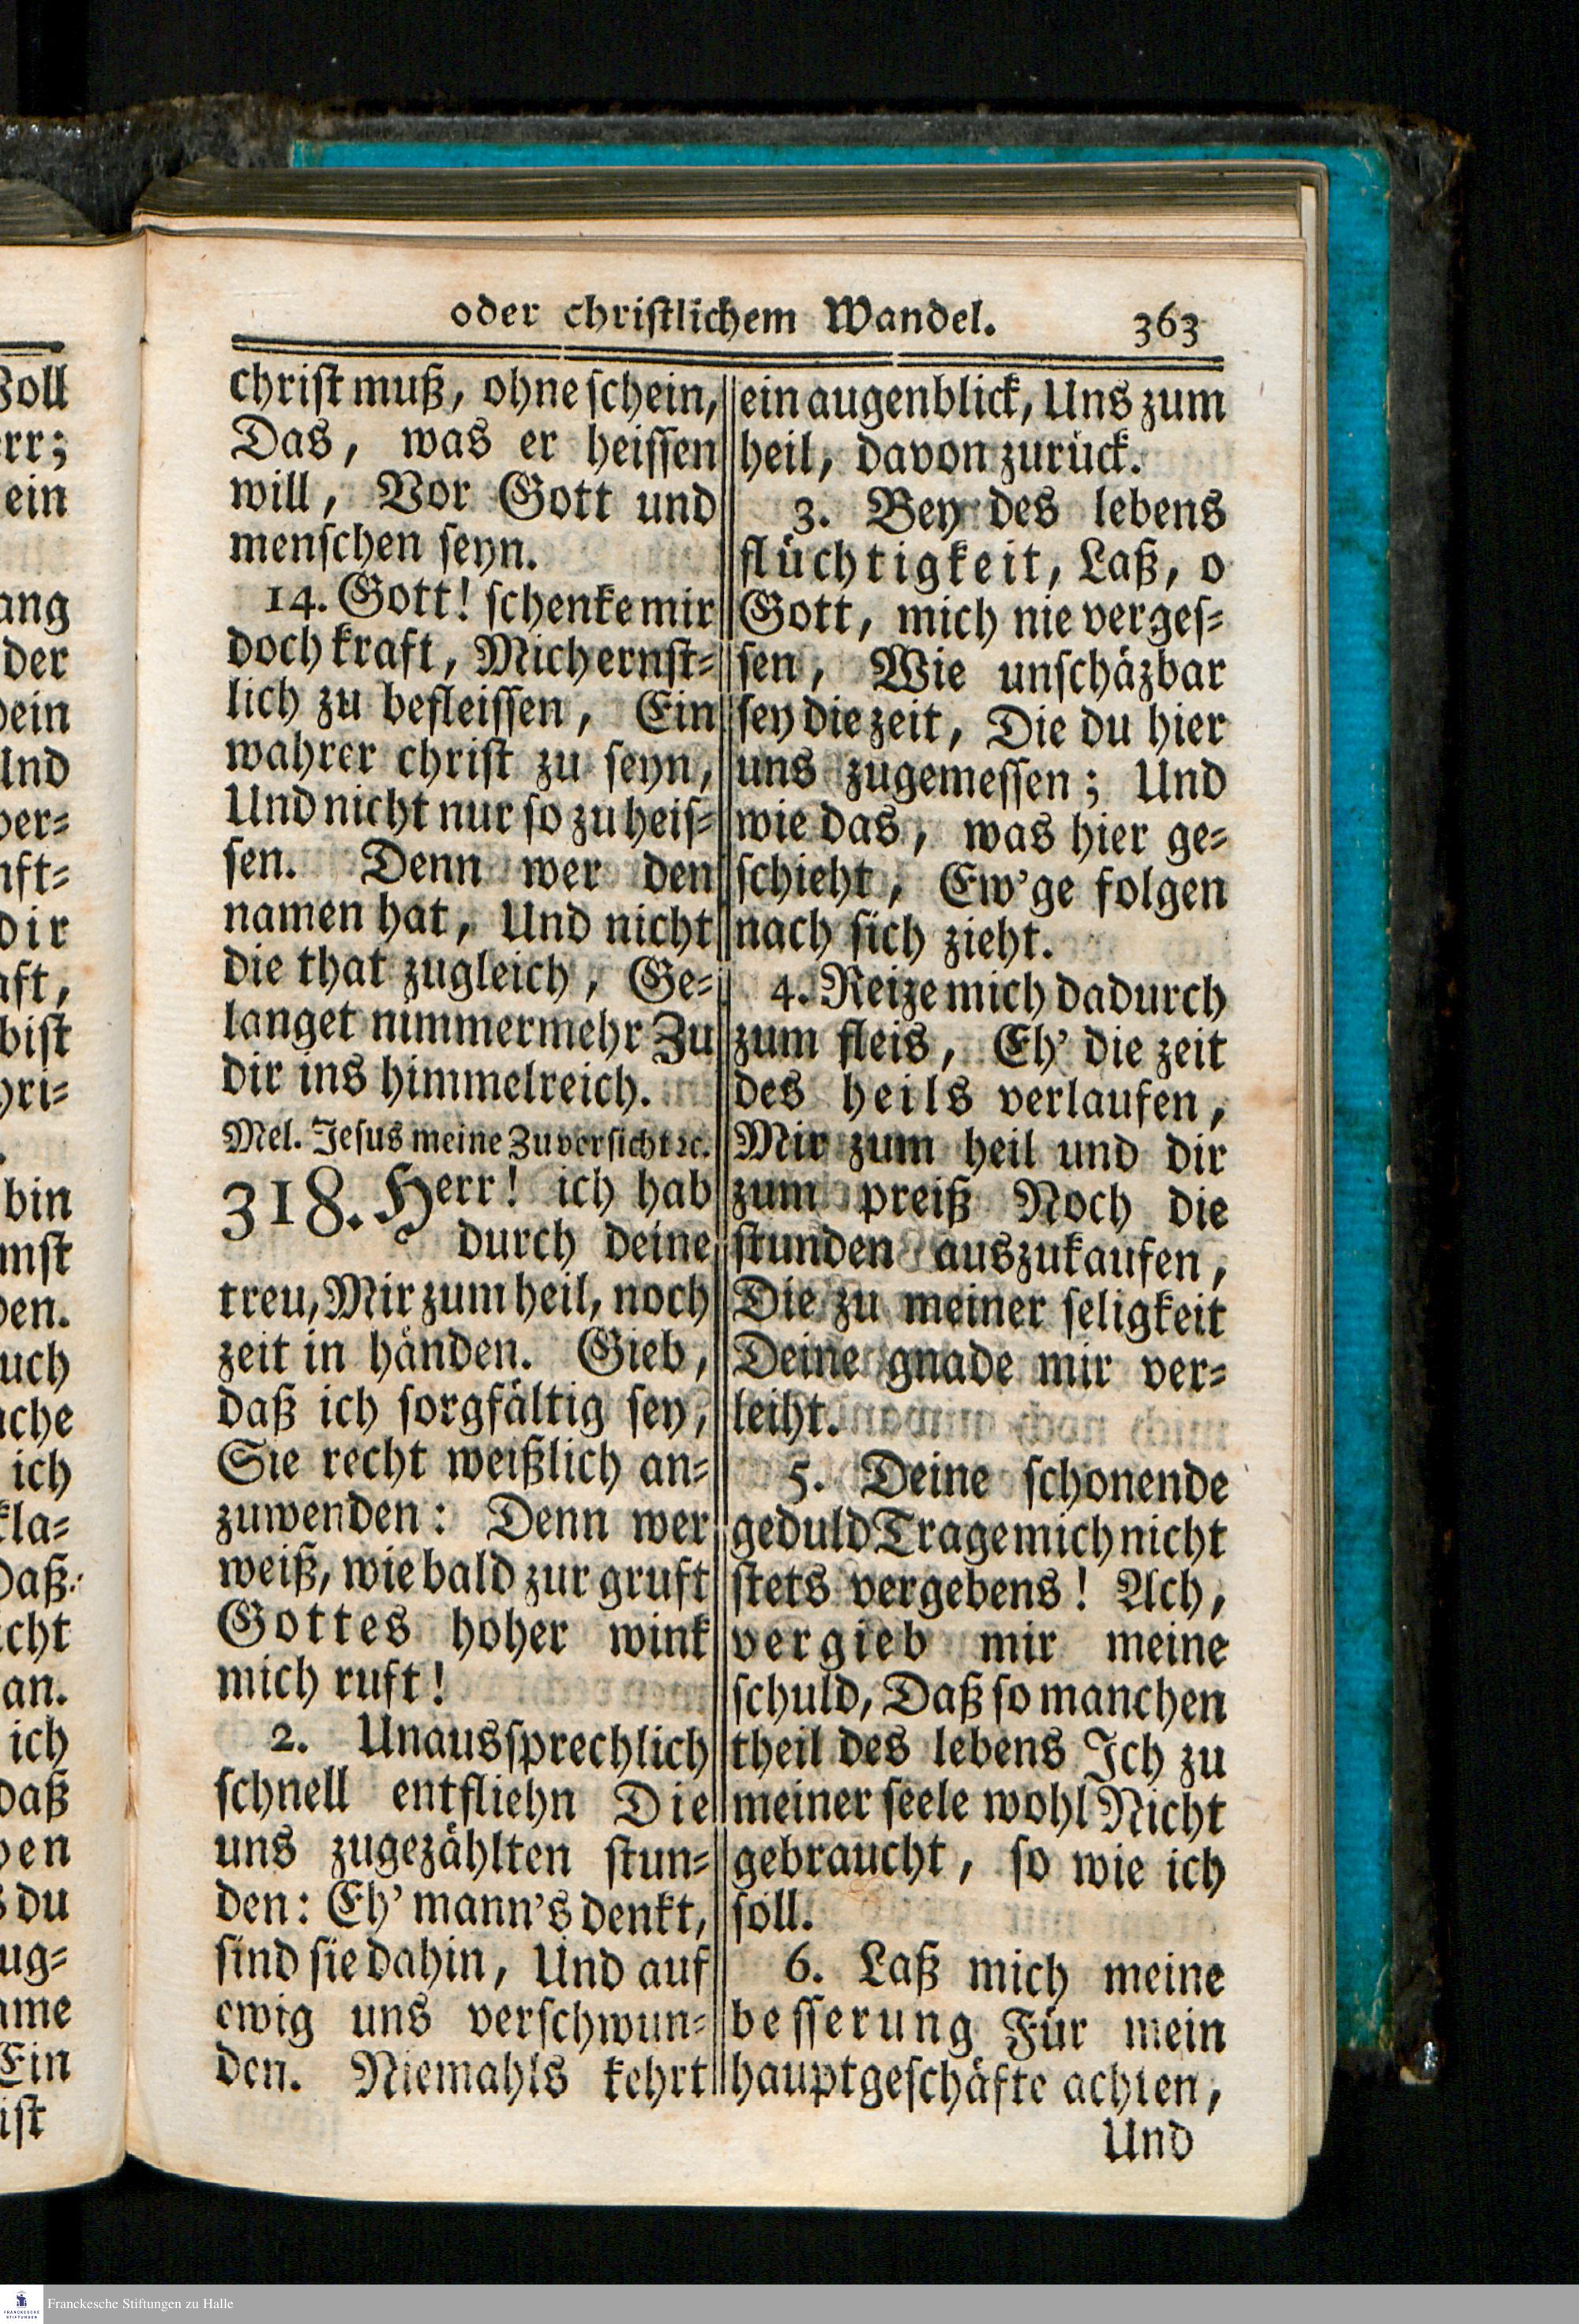 oder christlichem Wandel. 363
christ muß, ohne schein,
Das, was er heissen
will, Vor Gott und
menschen seyn.
14. Gott! schenke mir
doch kraft, Mich ernst-
lich zu befleissen, Ein
wahrer christ zu seyn,
Und nicht nur so zu heis-
sen. Denn wer den
namen hat, Und nicht
die that zugleich, Ge-
langet nimmermehr Zu
dir ins himmelreich.
Mel. Jesus meine Zuversicht ꝛc.
318. Herr! ich hab
durch deine
treu, Mir zum heil, noch
zeit in händen. Gieb,
daß ich sorgfältig sey,
Sie recht weißlich an-
zuwenden: Denn wer
weiß, wie bald zur gruft
Gottes hoher wink
mich ruft!
2. Unaussprechlich
schnell entfliehn Die
uns zugezählten stun-
den: Eh' mann's denkt,
sind sie dahin, Und auf
ewig uns verschwun-
den. Niemahls kehrt
ein augenblick, Uns zum
heil, davon zurück.
3. Bey des lebens
flüchtigkeit, Laß, o
Gott, mich nie verges-
sen, Wie unschäzbar
sey die zeit, Die du hier
uns zugemessen; Und
wie das, was hier ge-
schieht, Ew'ge folgen
nach sich zieht.
4. Reize mich dadurch
zum fleis, Eh' die zeit
des heils verlaufen,
Mir zum heil und dir
zum preiß Noch die
stunden auszukaufen,
Die zu meiner seligkeit
Deine gnade mir ver-
leiht.
5. Deine schonende
geduld Trage mich nicht
stets vergebens! Ach,
vergieb mir meine
schuld, Daß so manchen
theil des lebens Ich zu
meiner seele wohl Nicht
gebraucht, so wie ich
soll.
6. Laß mich meine
besserung Für mein
hauptgeschäfte achten,
Und
Franckesche Stiftungen zu Halle